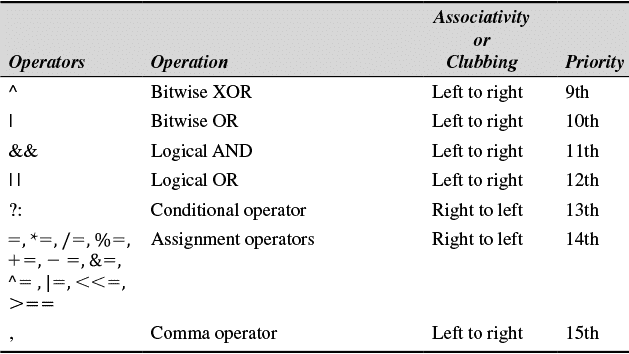 Associativity
or
Operators Operation Clubbing Priority
^ Bitwise XOR Left to right 9th
| Bitwise OR Left to right 10th
&& Logical AND Left to right 11th
|| Logical OR Left to right 12th
?: Conditional operator Right to left 13th
=, *=, /=, %=, Assignment operators Right to left 14th
+=, − =, &=,
^= , |=, <<=,
>==
, Comma operator Left to right 15th